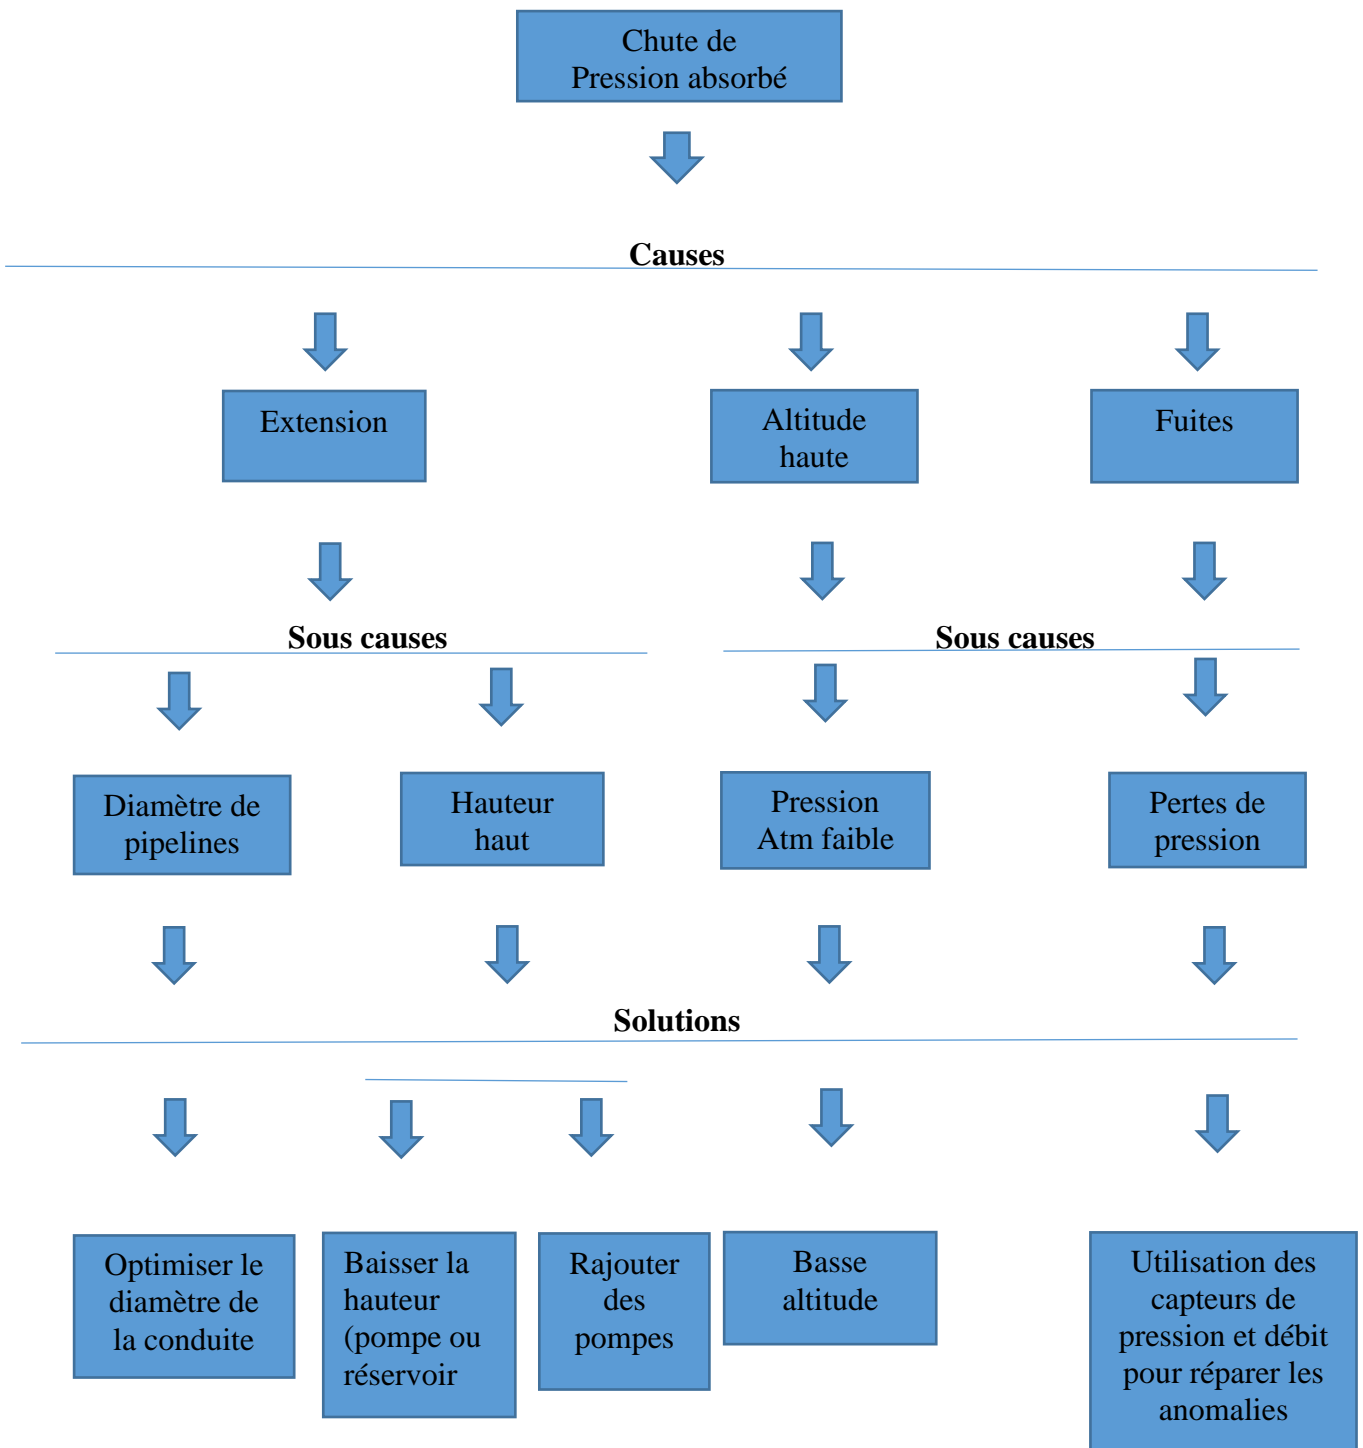 Chute de
Pression absorbé
Causes
Extension
Altitude
haute
Fuites
Sous causes
Sous causes
Diamètre de
pipelines
Hauteur
haut
Pression
Atm faible
Pertes de
pression
Solutions
Optimiser le
diamètre de
la conduite
Baisser la
hauteur
(pompe ou
réservoir
Rajouter
des
pompes
Basse
altitude
Utilisation des
capteurs de
pression et débit
pour réparer les
anomalies